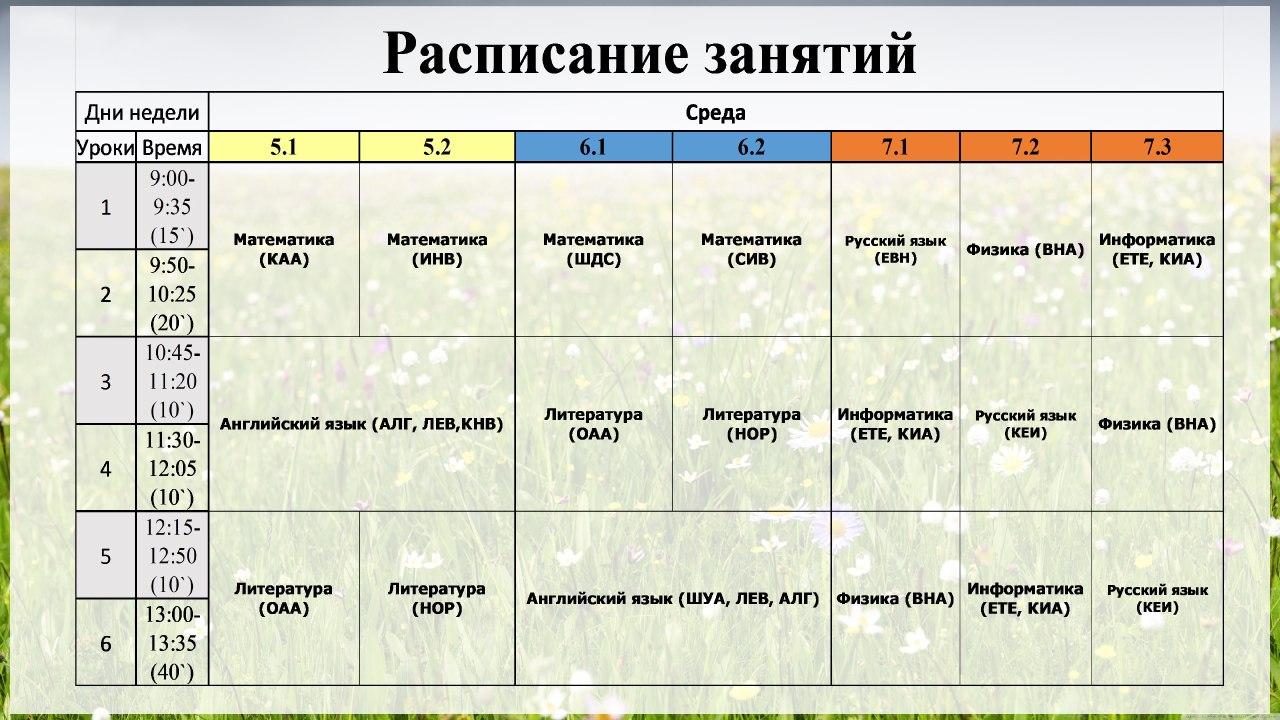 Расписание занятий
Дни недели
Среда
Уроки
Время
5.1
5.2
6.1
6.2
7.1
7.2
7.3
1
9:00-
9:35
(15`)
Математика
(КАА)
Математика
(ИНВ)
Математика
(ШДС)
Математика
(СИВ)
Русский язык
(ЕВН)
Физика (ВНА)
Информатика
(ЕТЕ, КИА)
2
9:50-
10:25
(20`)
3
10:45-
11:20
(10`)
Английский язык (АЛГ, ЛЕВ,КНВ)
Литература
(ОАА)
Литература
(НОР)
Информатика
(ЕТЕ, КИА)
Русский язык
(КЕИ)
Физика (ВНА)
4
11:30-
12:05
(10`)
5
12:15-
12:50
(10`)
Литература
(ОАА)
Литература
(НОР)
Английский язык (ШУА, ЛЕВ, АЛГ)
Физика (ВНА)
Информатика
(ЕТЕ, КИА)
Русский язык
(КЕИ)
6
13:00-
13:35
(40`)